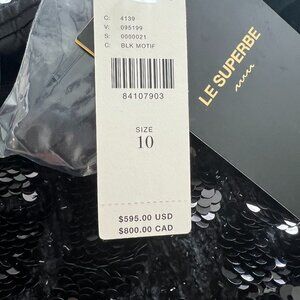 C: 4139
V: 095199
S: 0000021
C: BLK MOTIF
84107903
SIZE
10
$595.00 USD
$800.00 CAD
LE SUPERBE